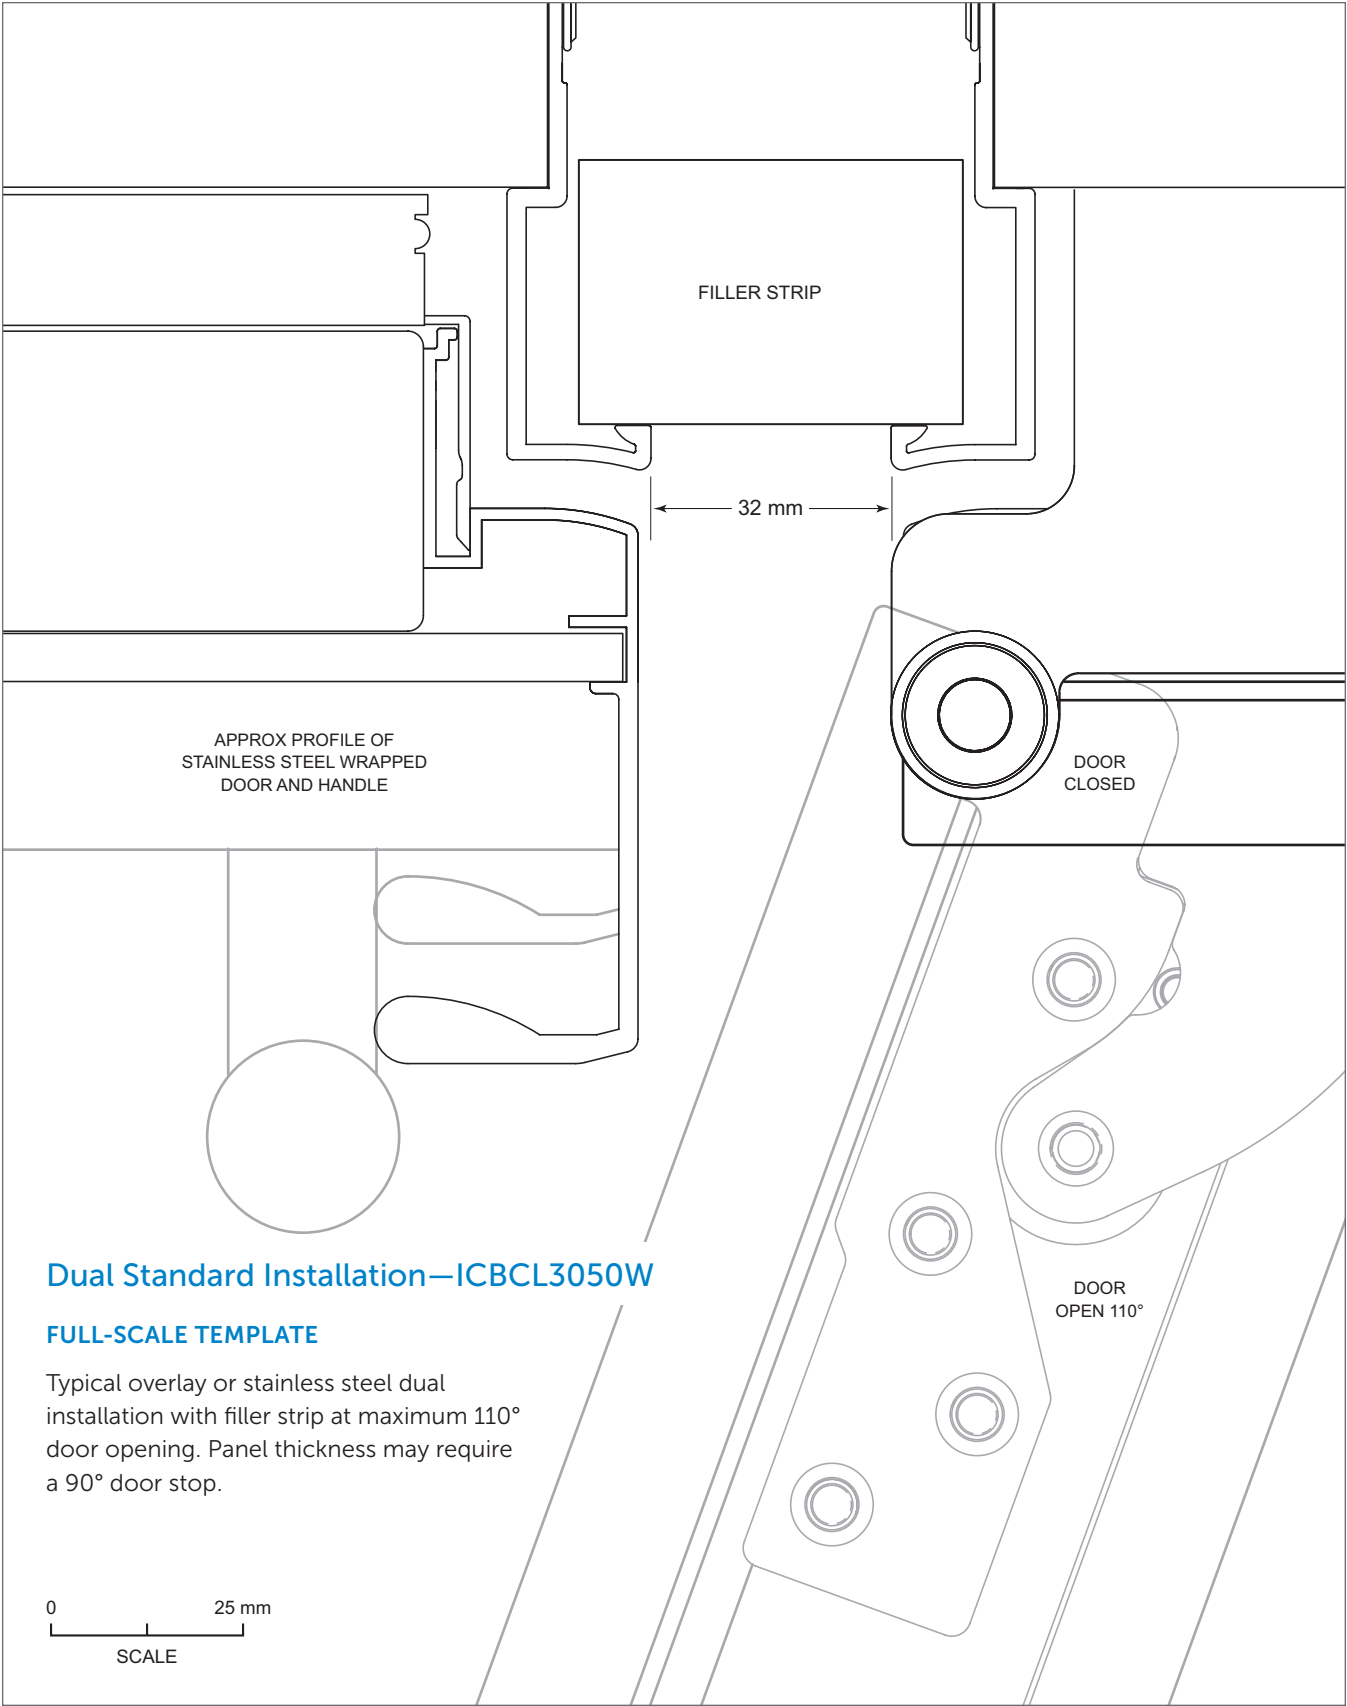 FILLER STRIP
32 mm
APPROX PROFILE OF
STAINLESS STEEL WRAPPED
DOOR AND HANDLE
DOOR
CLOSED
Dual Standard Installation—ICBCL3050W
FULL-SCALE TEMPLATE
DOOR
OPEN 110°
Typical overlay or stainless steel dual
installation with filler strip at maximum 110°
door opening. Panel thickness may require
a 90° door stop.
0 25 mm
SCALE